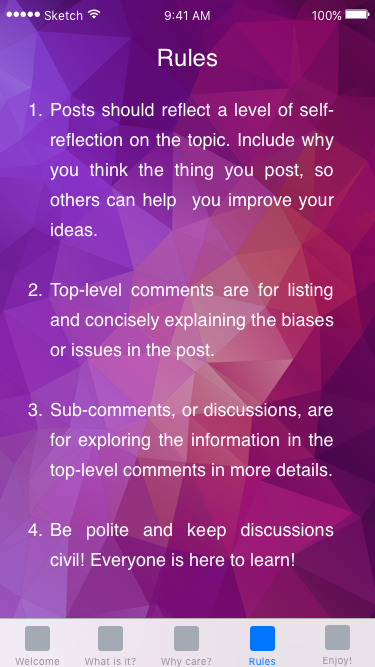 Sketch 9:41 AM 100%
Rules
1. Posts should reflect a level of self-
reflection on the topic. Include why
you think the thing you post, so
others can help you improve your
ideas.
2. Top-level comments are for listing
and concisely explaining the biases
or issues in the post.
3. Sub-comments, or discussions, are
for exploring the information in the
top-level comments in more details.
4. Be polite and keep discussions
civil! Everyone is here to learn!
Welcome What is it? Why care? Rules Enjoy!